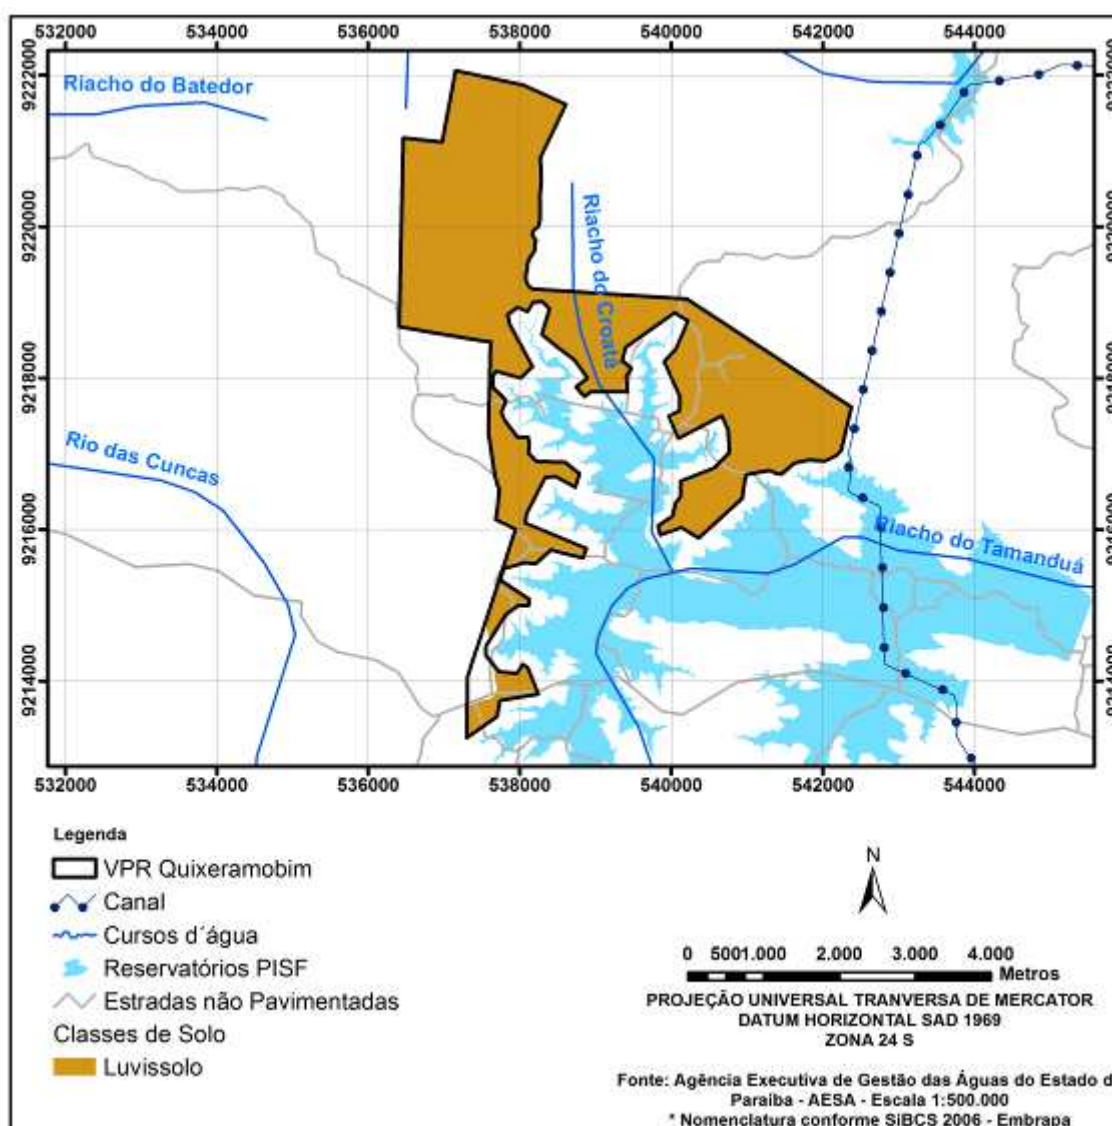 532000 534000 536000 538000 540000 542000 544000
9222000
9220000
9218000
9216000
9214000
Riacho do Batedor
Riacho do Croatá
Rio das Cuncas
Riacho do Tamanduá
532000 534000 536000 538000 540000 542000 544000
Legenda
VPR Quixeramobim
Canal
Cursos d´água
Reservatórios PISF
Estradas não Pavimentadas
Classes de Solo
Luvissolo
N
0 5001.000 2.000 3.000 4.000
Metros
PROJEÇÃO UNIVERSAL TRANVERSA DE MERCATOR
DATUM HORIZONTAL SAD 1969
ZONA 24 S
Fonte: Agência Executiva de Gestão das Águas do Estado d
Paraiba - AESA - Escala 1:500.000
* Nomenclatura conforme SiBCS 2006 - Embrapa